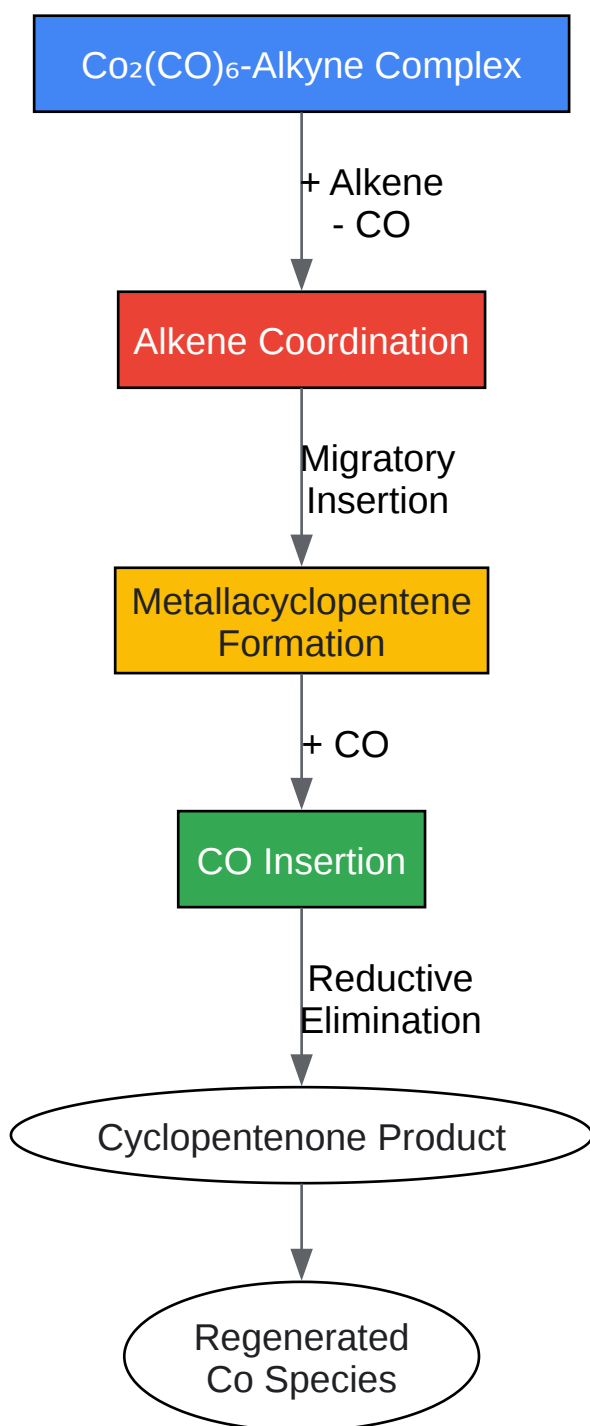 Co₂(CO)₆-Alkyne Complex
+ Alkene
- CO
Alkene Coordination
Migratory
Insertion
Metallacyclopentene
Formation
+ CO
CO Insertion
Reductive
Elimination
Cyclopentenone Product
Regenerated
Co Species